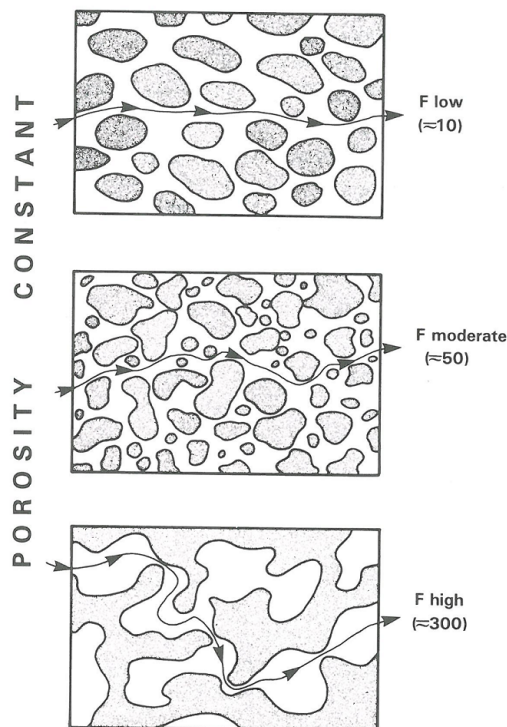 POROSITY CONSTANT
F low
(≂10)
F moderate
(≂50)
F high
(≂300)